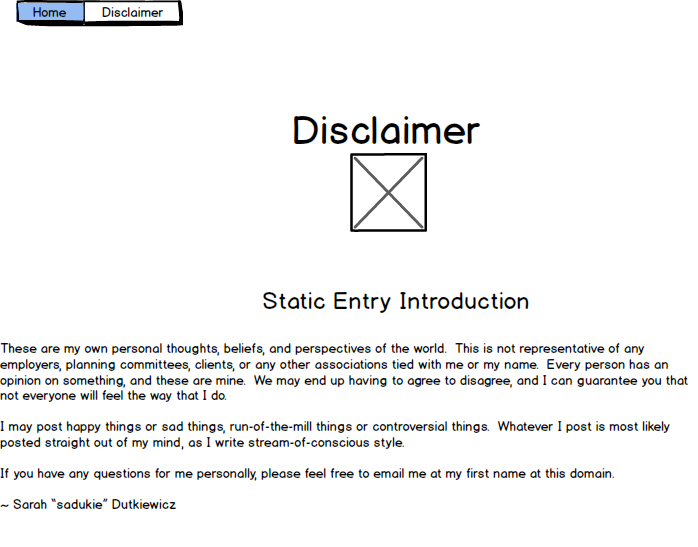 Home Disclaimer
Disclaimer
Static Entry Introduction
These are my own personal thoughts, beliefs, and perspectives of the world.  This is not representative of any
employers, planning committees, clients, or any other associations tied with me or my name.  Every person has an
opinion on something, and these are mine.  We may end up having to agree to disagree, and I can guarantee you that
not everyone will feel the way that I do.
I may post happy things or sad things, run-of-the-mill things or controversial things.  Whatever I post is most likely
posted straight out of my mind, as I write stream-of-conscious style.
If you have any questions for me personally, please feel free to email me at my first name at this domain.
~ Sarah "sadukie" Dutkiewicz